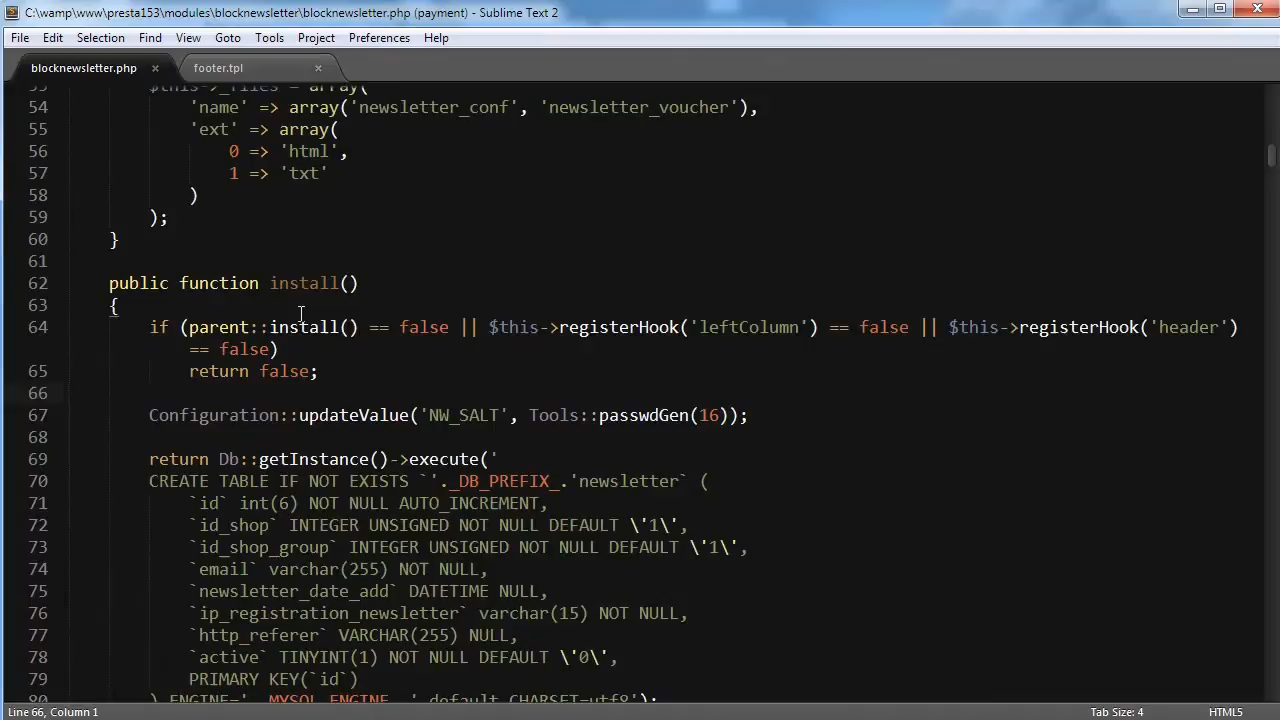 C:\wamp\www\presta153\modules\blocknewsletter\blocknewsletter.php (payment) - Sublime Text 2
File Edit Selection Find View Goto Tools Project Preferences Help
blocknewsletter.php × footer.tpl ×
53 $this->_files = array(
54 'name' => array('newsletter_conf', 'newsletter_voucher'),
55 'ext' => array(
56 0 => 'html',
57 1 => 'txt'
58 )
59 );
60 }
61
62 public function install()
63 {
64 if (parent::install() == false || $this->registerHook('leftColumn') == false || $this->registerHook('header')
== false)
65 return false;
66
67 Configuration::updateValue('NW_SALT', Tools::passwdGen(16));
68
69 return Db::getInstance()->execute('
70 CREATE TABLE IF NOT EXISTS `'._DB_PREFIX_.'newsletter` (
71 `id` int(6) NOT NULL AUTO_INCREMENT,
72 `id_shop` INTEGER UNSIGNED NOT NULL DEFAULT \'1\',
73 `id_shop_group` INTEGER UNSIGNED NOT NULL DEFAULT \'1\',
74 `email` varchar(255) NOT NULL,
75 `newsletter_date_add` DATETIME NULL,
76 `ip_registration_newsletter` varchar(15) NOT NULL,
77 `http_referer` VARCHAR(255) NULL,
78 `active` TINYINT(1) NOT NULL DEFAULT \'0\',
79 PRIMARY KEY(`id`)
80 ) ENGINE='._MYSQL_ENGINE_.' default CHARSET=utf8');
Line 66, Column 1 Tab Size: 4 HTML5